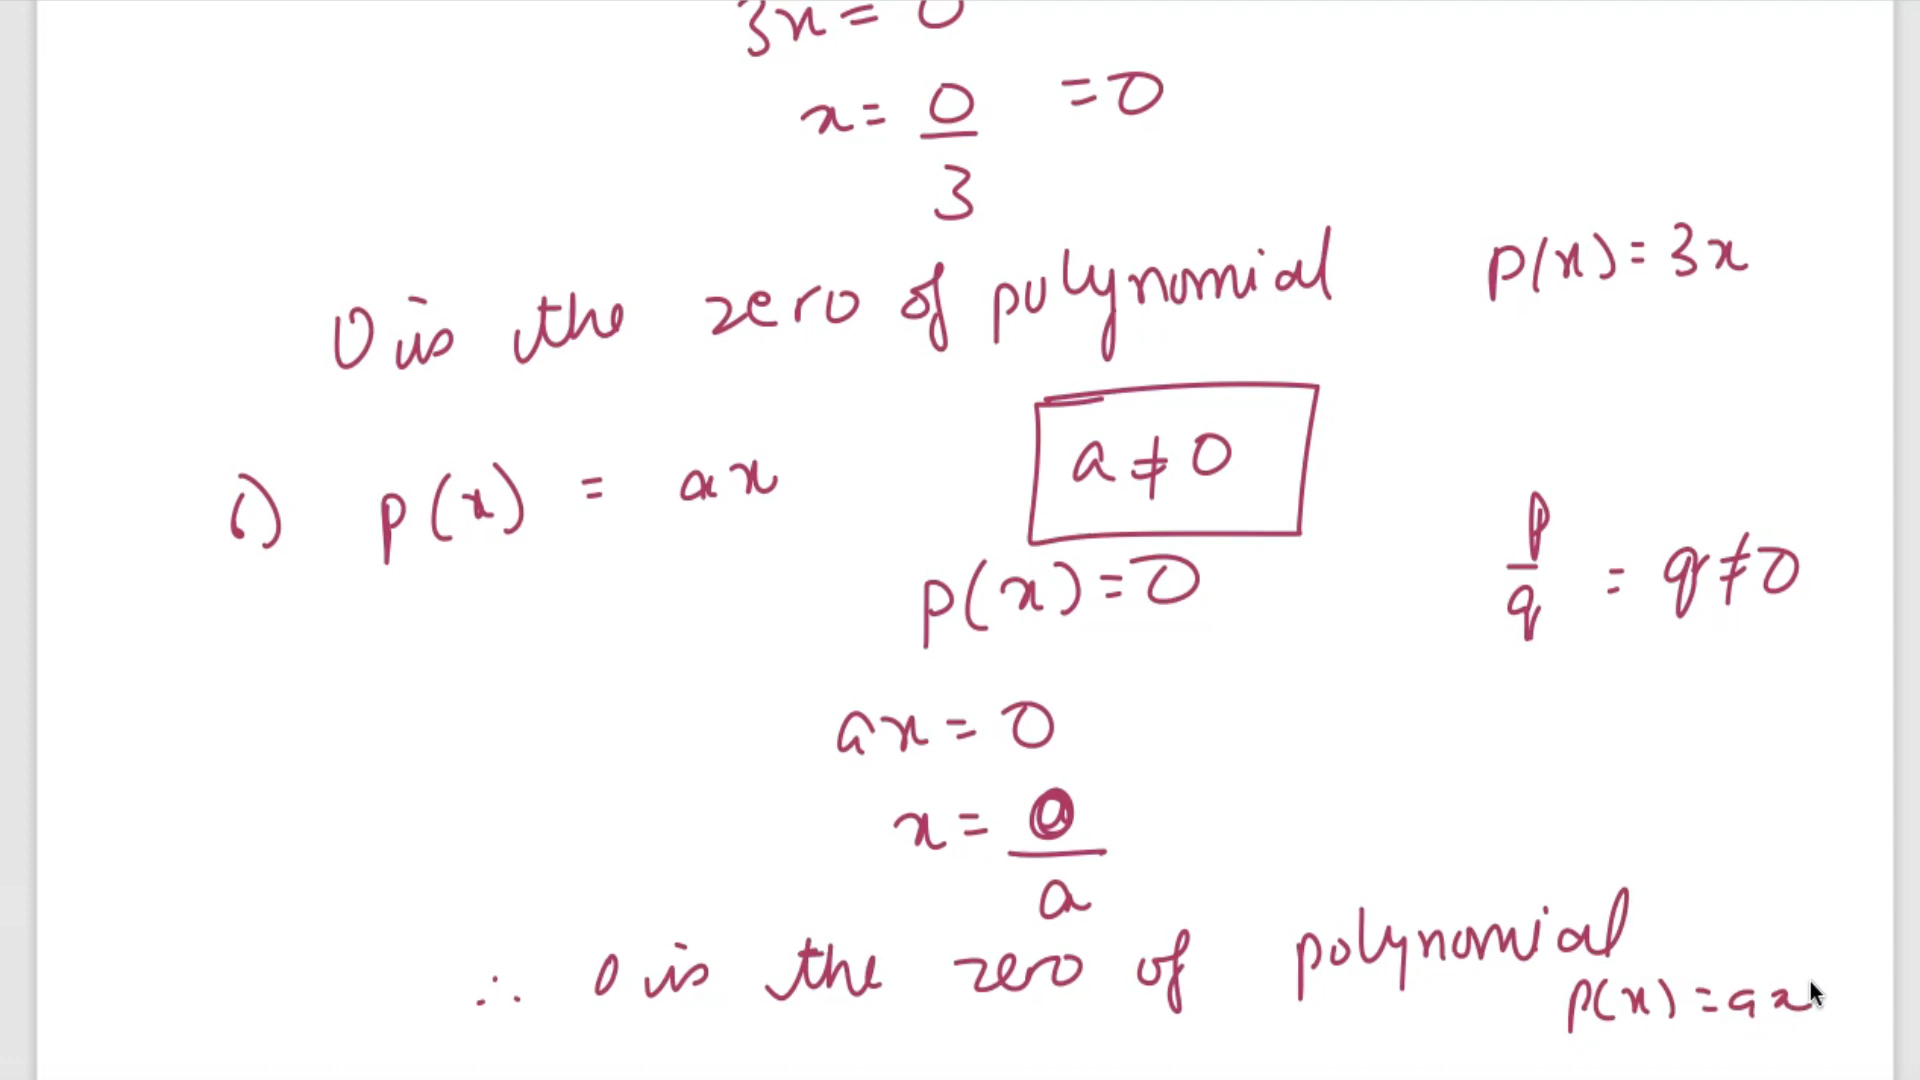 3x = 0
x = 0/3 = 0
0 is the zero of polynomial p(x) = 3x
i) p(x) = ax a ≠ 0
p(x) = 0 p/q = q ≠ 0
ax = 0
x = 0/a
∴ 0 is the zero of polynomial
p(x) = ax